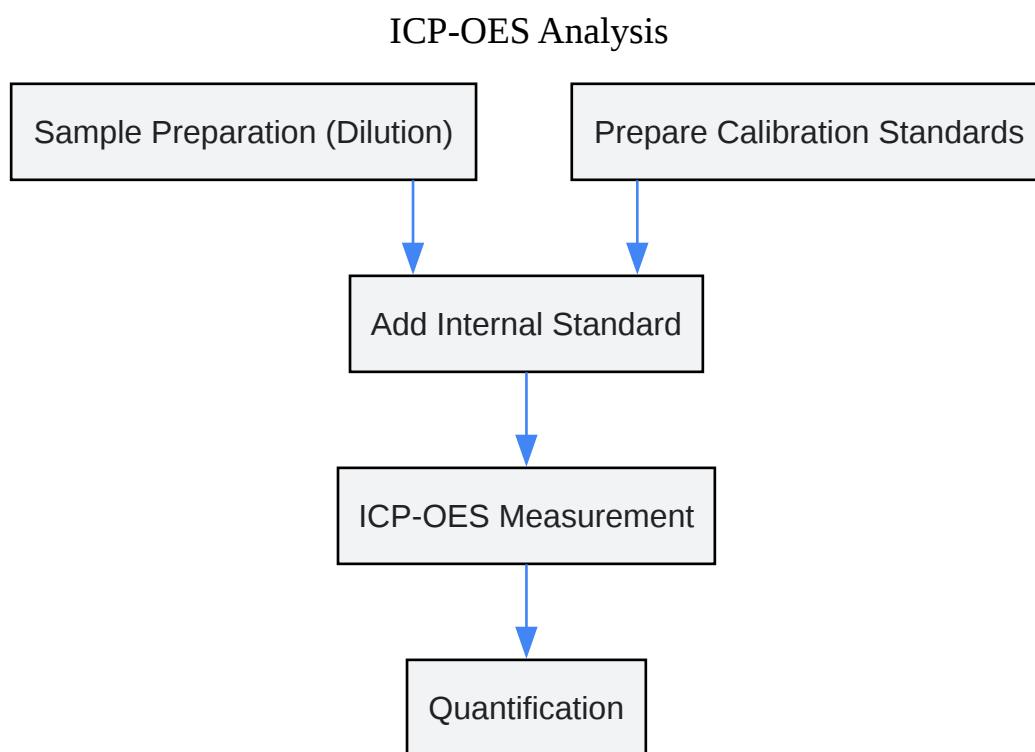 ICP-OES Analysis
Sample Preparation (Dilution)
Prepare Calibration Standards
Add Internal Standard
ICP-OES Measurement
Quantification